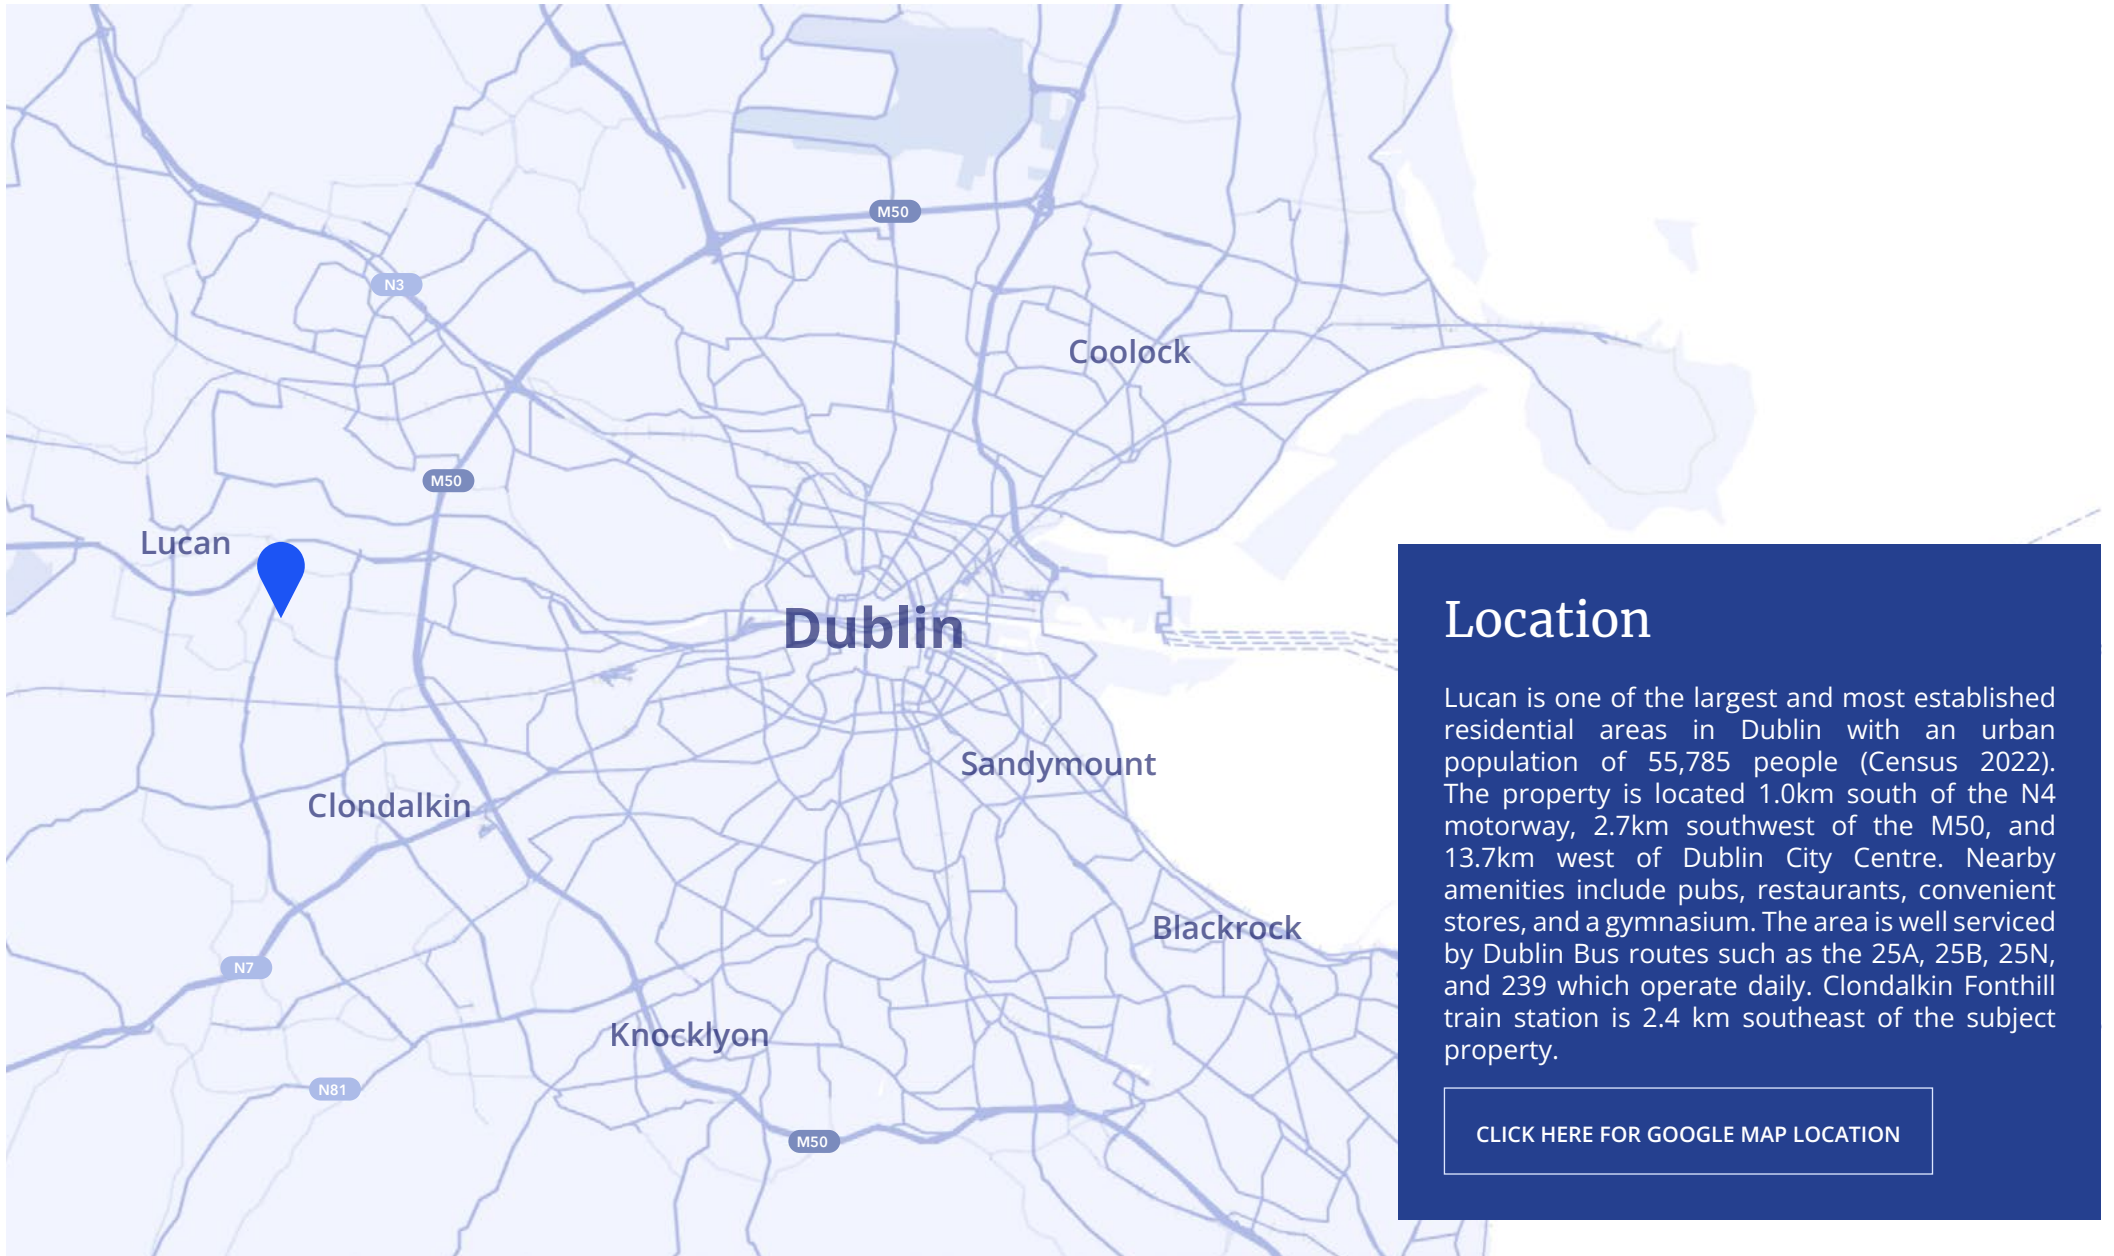 M50
N3
Coolock
M50
Lucan
Dublin
Sandymount
Clondalkin
Blackrock
N7
Knocklyon
N81
M50
Location
Lucan is one of the largest and most established
residential areas in Dublin with an urban
population of 55,785 people (Census 2022).
The property is located 1.0km south of the N4
motorway, 2.7km southwest of the M50, and
13.7km west of Dublin City Centre. Nearby
amenities include pubs, restaurants, convenient
stores, and a gymnasium. The area is well serviced
by Dublin Bus routes such as the 25A, 25B, 25N,
and 239 which operate daily. Clondalkin Fonthill
train station is 2.4 km southeast of the subject
property.
CLICK HERE FOR GOOGLE MAP LOCATION